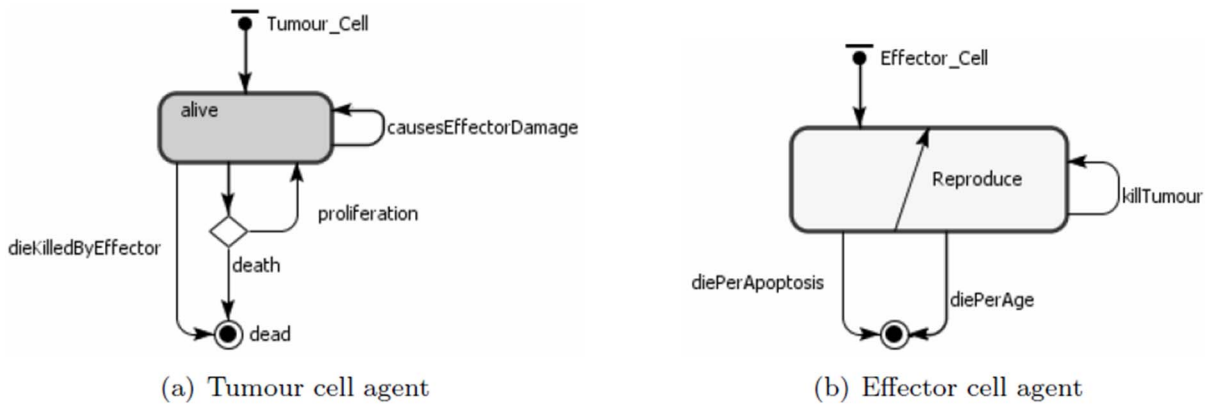 Tumour_Cell
alive
causesEffectorDamage
proliferation
dieKilledByEffector
death
dead
(a) Tumour cell agent
Effector_Cell
Reproduce
killTumour
diePerApoptosis
diePerAge
(b) Effector cell agent